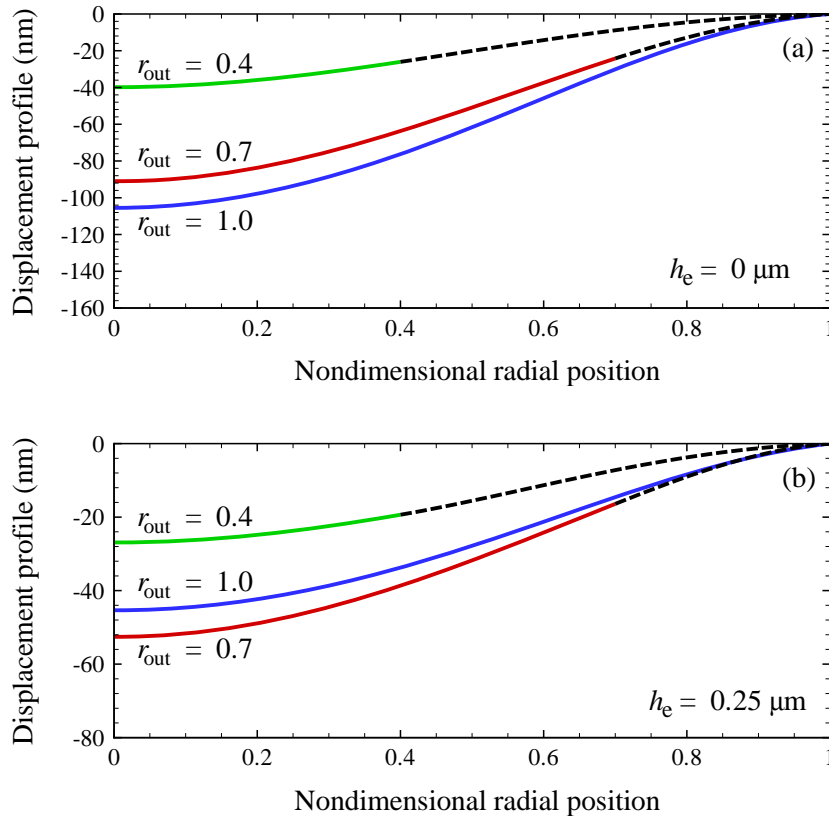 0
(a)
-20
r_out = 0.4
-40
-60
r_out = 0.7
-80
-100
r_out = 1.0
-120
-140
h_e = 0 µm
-160
0 0.2 0.4 0.6 0.8 1
Displacement profile (nm)
Nondimensional radial position
0
(b)
-20
r_out = 0.4
r_out = 1.0
-40
r_out = 0.7
-60
h_e = 0.25 µm
-80
0 0.2 0.4 0.6 0.8 1
Displacement profile (nm)
Nondimensional radial position